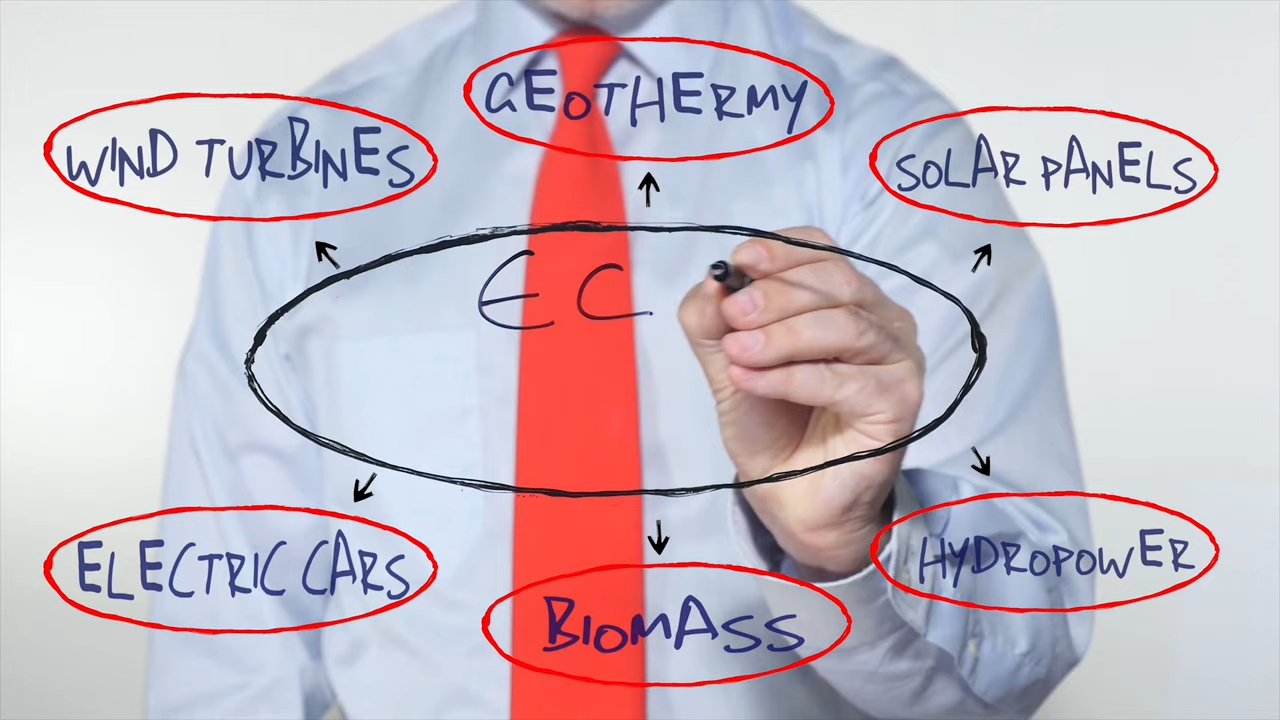 GEOTHERMY
WIND TURBINES
SOLAR PANELS
EC
ELECTRIC CARS
HYDROPOWER
BIOMASS